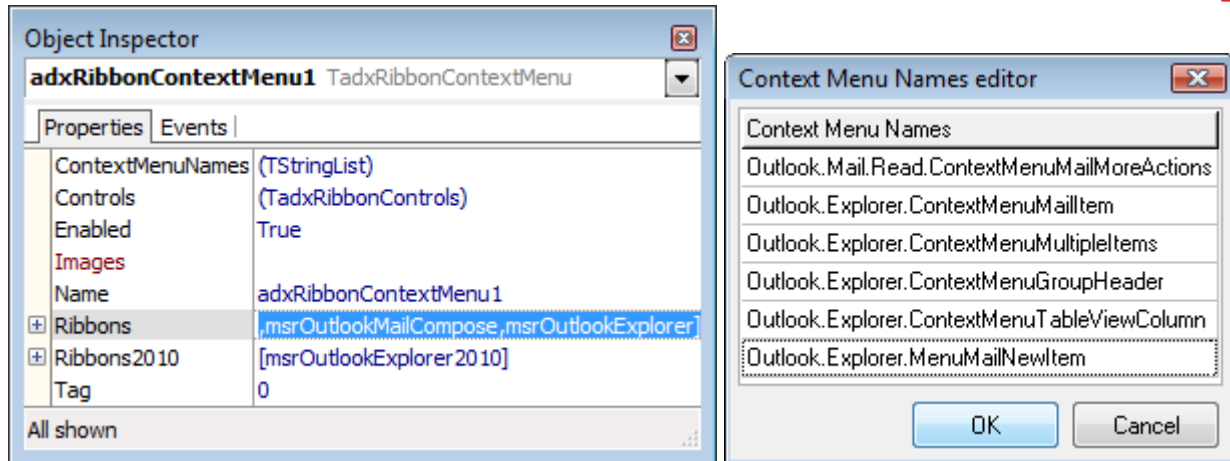 Object Inspector
adxRibbonContextMenu1 TadxRibbonContextMenu
Properties Events
ContextMenuNames (TStringList)
Controls (TadxRibbonControls)
Enabled True
Images
Name adxRibbonContextMenu1
Ribbons ,msrOutlookMailCompose,msrOutlookExplorer]
Ribbons2010 [msrOutlookExplorer2010]
Tag 0
All shown
Context Menu Names editor
Context Menu Names
Outlook.Mail.Read.ContextMenuMailMoreActions
Outlook.Explorer.ContextMenuMailItem
Outlook.Explorer.ContextMenuMultipleItems
Outlook.Explorer.ContextMenuGroupHeader
Outlook.Explorer.ContextMenuTableViewColumn
Outlook.Explorer.MenuMailNewItem
OK Cancel